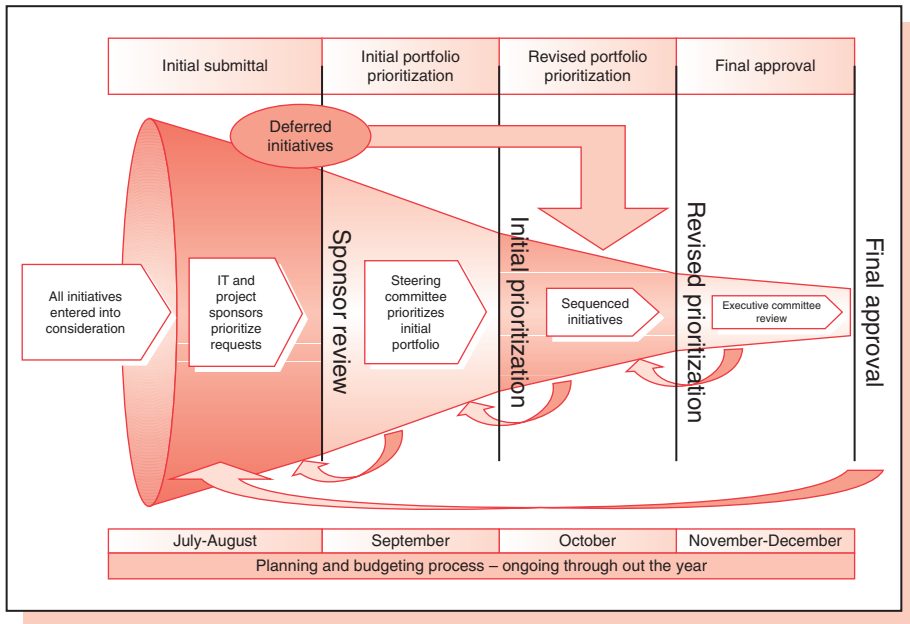 Initial submittal
Initial portfolio
prioritization
Revised portfolio
prioritization
Final approval
Deferred
initiatives
All initiatives
entered into
consideration
IT and
project
sponsors
prioritize
requests
Sponsor review
Steering
committee
prioritizes
initial
portfolio
Initial prioritization
Sequenced
initiatives
Revised prioritization
Executive committee
review
Final approval
July-August
September
October
November-December
Planning and budgeting process – ongoing through out the year